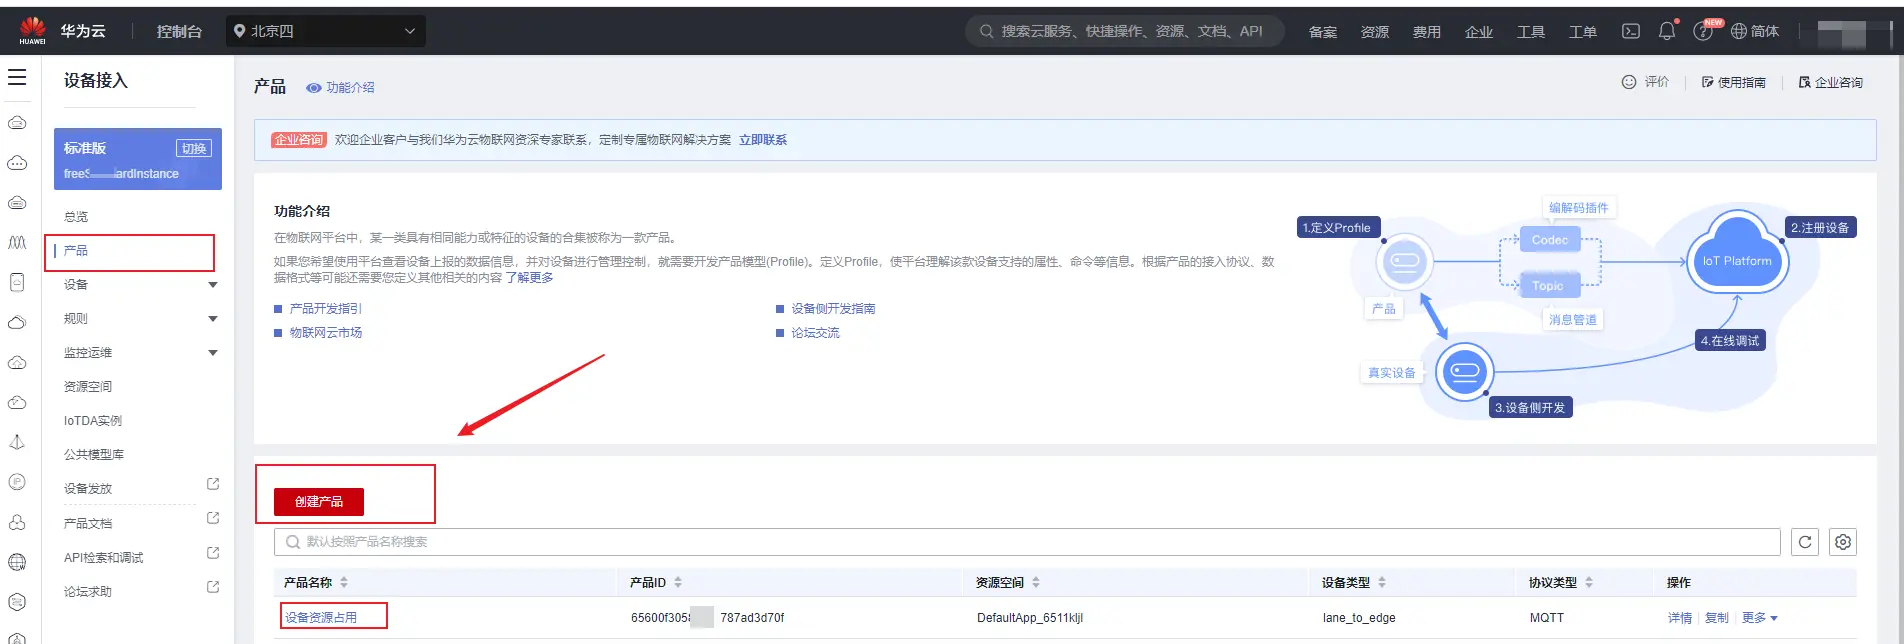 HUAWEI
华为云
控制台
北京四
搜索云服务、快捷操作、资源、文档、API
备案
资源
费用
企业
工具
工单
NEW
简体
设备接入
标准版
切换
总览
产品
设备
规则
监控运维
资源空间
IoTDA实例
公共模型库
设备发放
产品文档
API检索和调试
论坛求助
产品
功能介绍
评价
使用指南
企业咨询
企业咨询 欢迎企业客户与我们华为云物联网资深专家联系，定制专属物联网解决方案 立即联系
功能介绍
在物联网平台中，某一类具有相同能力或特征的设备的合集被称为一款产品。
如果您希望使用平台查看设备上报的数据信息，并对设备进行管理控制，就需要开发产品模型(Profile)。定义Profile，使平台理解该款设备支持的属性、命令等信息。根据产品的接入协议、数
据格式等可能还需要您定义其他相关的内容 了解更多
产品开发指引
设备侧开发指南
物联网云市场
论坛交流
1.定义Profile
编解码插件
Codec
Topic
消息管道
产品
真实设备
2.注册设备
IoT Platform
4.在线调试
3.设备侧开发
创建产品
默认按照产品名称搜索
产品名称
产品ID
资源空间
设备类型
协议类型
操作
设备资源占用
65600f305
787ad3d70f
DefaultApp_6511kljl
lane_to_edge
MQTT
详情
复制
更多